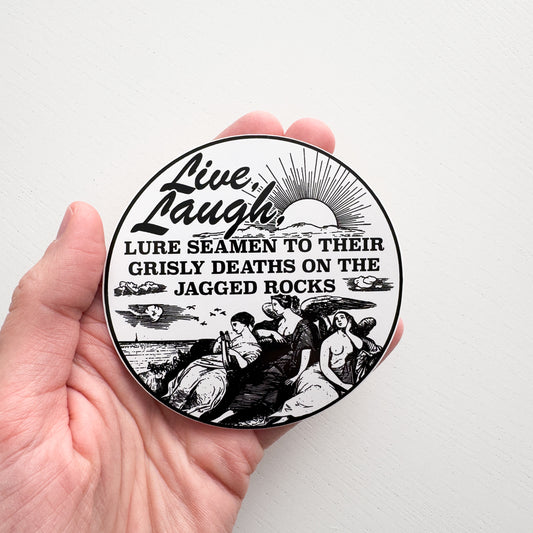 Live,
Laugh,
LURE SEAMEN TO THEIR
GRISLY DEATHS ON THE
JAGGED ROCKS